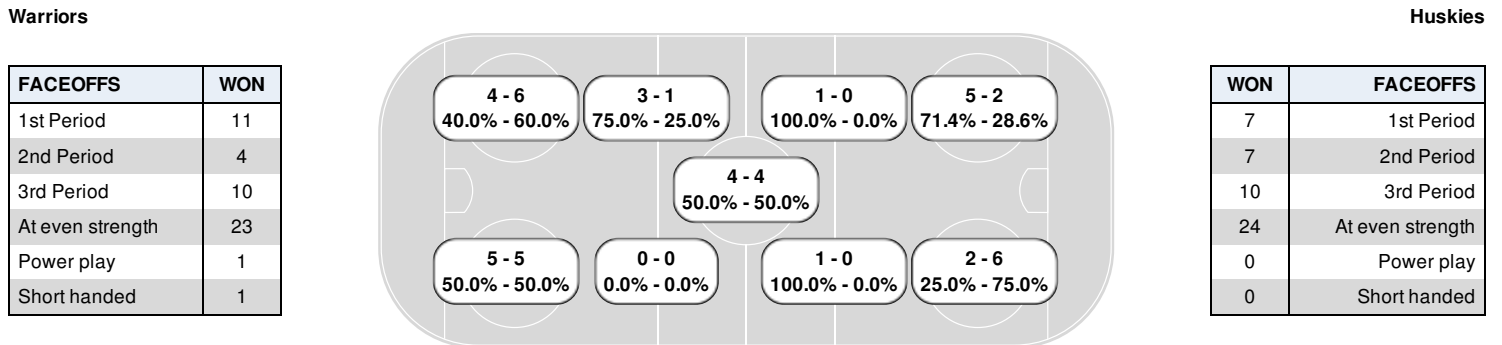 Warriors
Huskies
FACEOFFS WON
1st Period 11
2nd Period 4
3rd Period 10
At even strength 23
Power play 1
Short handed 1
4 - 6
40.0% - 60.0%
3 - 1
75.0% - 25.0%
1 - 0
100.0% - 0.0%
5 - 2
71.4% - 28.6%
4 - 4
50.0% - 50.0%
5 - 5
50.0% - 50.0%
0 - 0
0.0% - 0.0%
1 - 0
100.0% - 0.0%
2 - 6
25.0% - 75.0%
WON FACEOFFS
7 1st Period
7 2nd Period
10 3rd Period
24 At even strength
0 Power play
0 Short handed